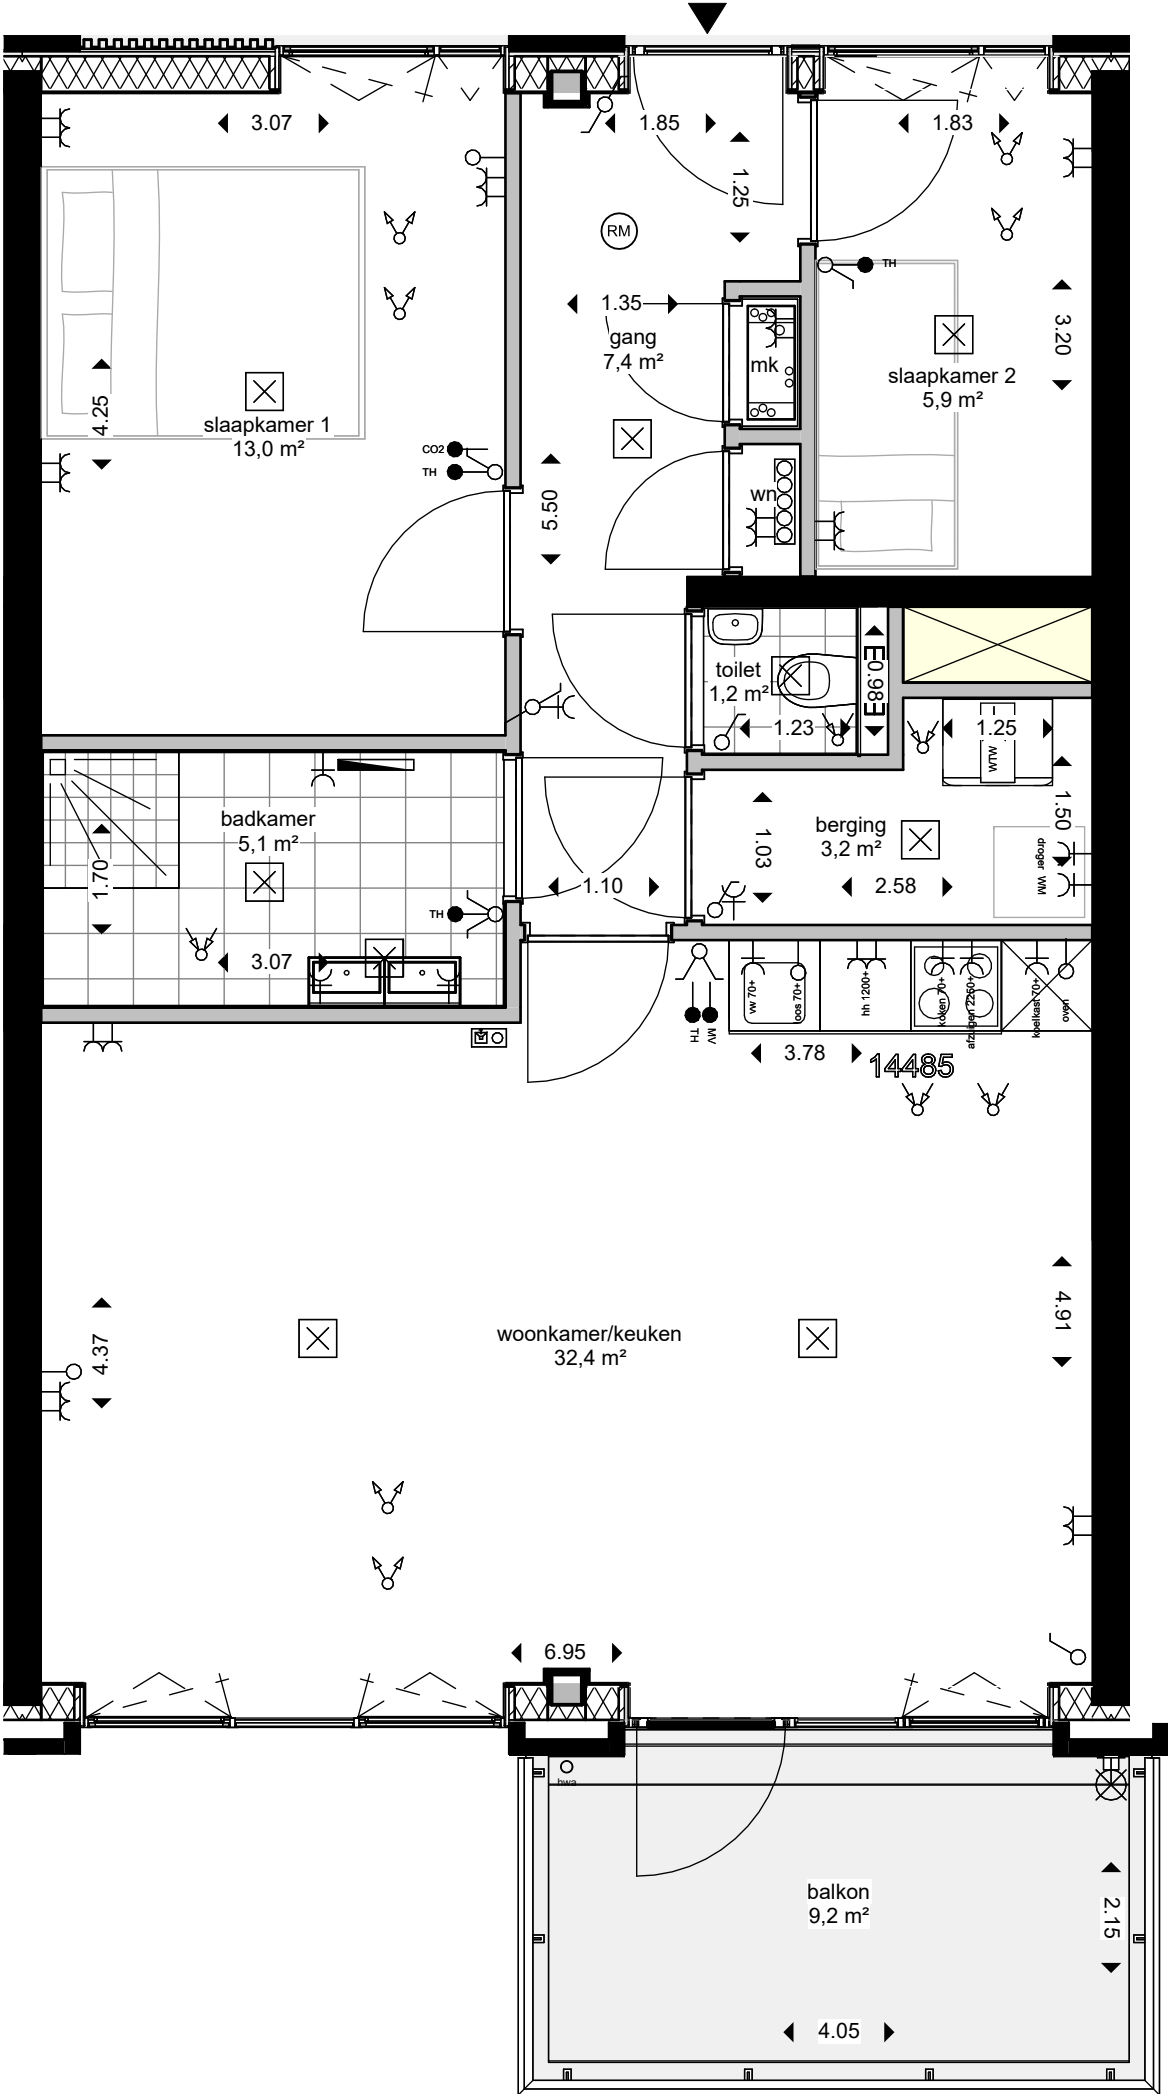 3.07
1.85
1.83
1.25
RM
TH
1.35
gang
7,4 m²
mk
3.20
slaapkamer 2
5,9 m²
4.25
slaapkamer 1
13,0 m²
CO2
TH
wn
5.50
toilet
1,2 m²
0.98
1.23
1.25
WTW
badkamer
5,1 m²
1.03
berging
3,2 m²
1.50
droger WM
1.70
1.10
2.58
TH
3.07
TH
MV
vw 70+
loos 70+
hh 1200+
koken 70+
afzuigen 2250+
koelkast 70+
oven
3.78
14485
4.91
4.37
woonkamer/keuken
32,4 m²
6.95
hwa
balkon
9,2 m²
2.15
4.05